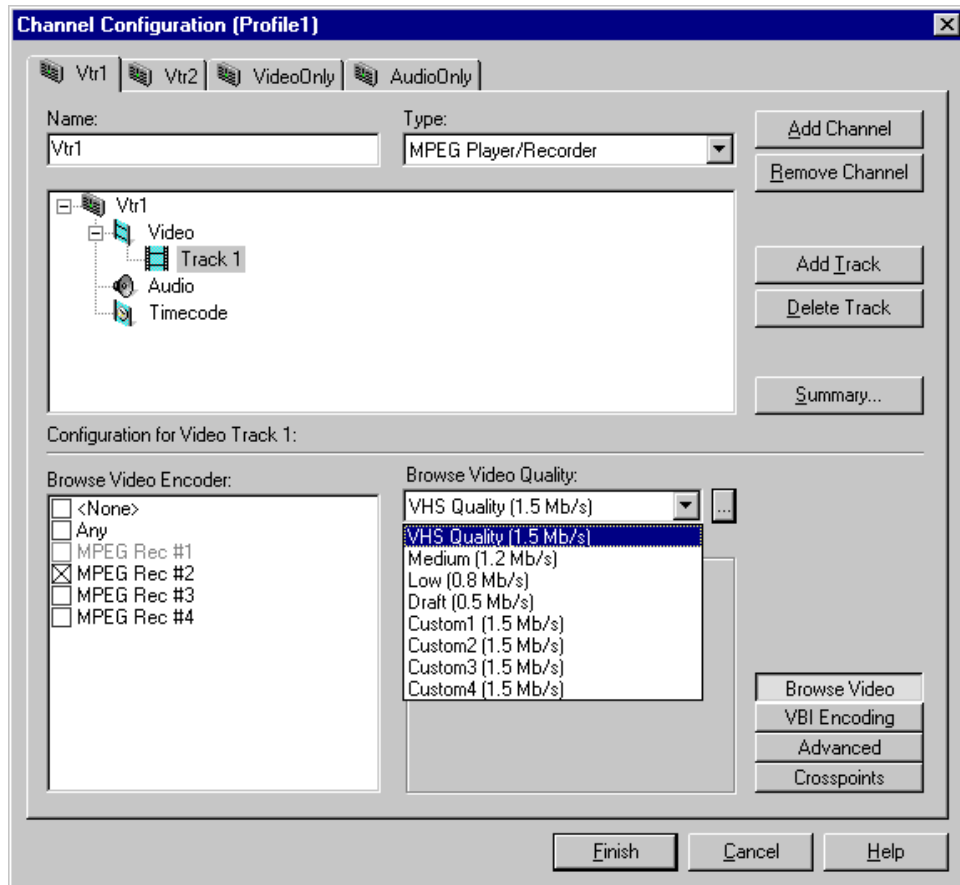 Channel Configuration (Profile1)
Vtr1 Vtr2 VideoOnly AudioOnly
Name:
Type:
Vtr1
MPEG Player/Recorder
Add Channel
Remove Channel
Vtr1
Video
Track 1
Audio
Timecode
Add Track
Delete Track
Summary...
Configuration for Video Track 1:
Browse Video Encoder:
<None>
Any
MPEG Rec #1
MPEG Rec #2
MPEG Rec #3
MPEG Rec #4
Browse Video Quality:
VHS Quality (1.5 Mb/s)
...
VHS Quality (1.5 Mb/s)
Medium (1.2 Mb/s)
Low (0.8 Mb/s)
Draft (0.5 Mb/s)
Custom1 (1.5 Mb/s)
Custom2 (1.5 Mb/s)
Custom3 (1.5 Mb/s)
Custom4 (1.5 Mb/s)
Browse Video
VBI Encoding
Advanced
Crosspoints
Finish
Cancel
Help